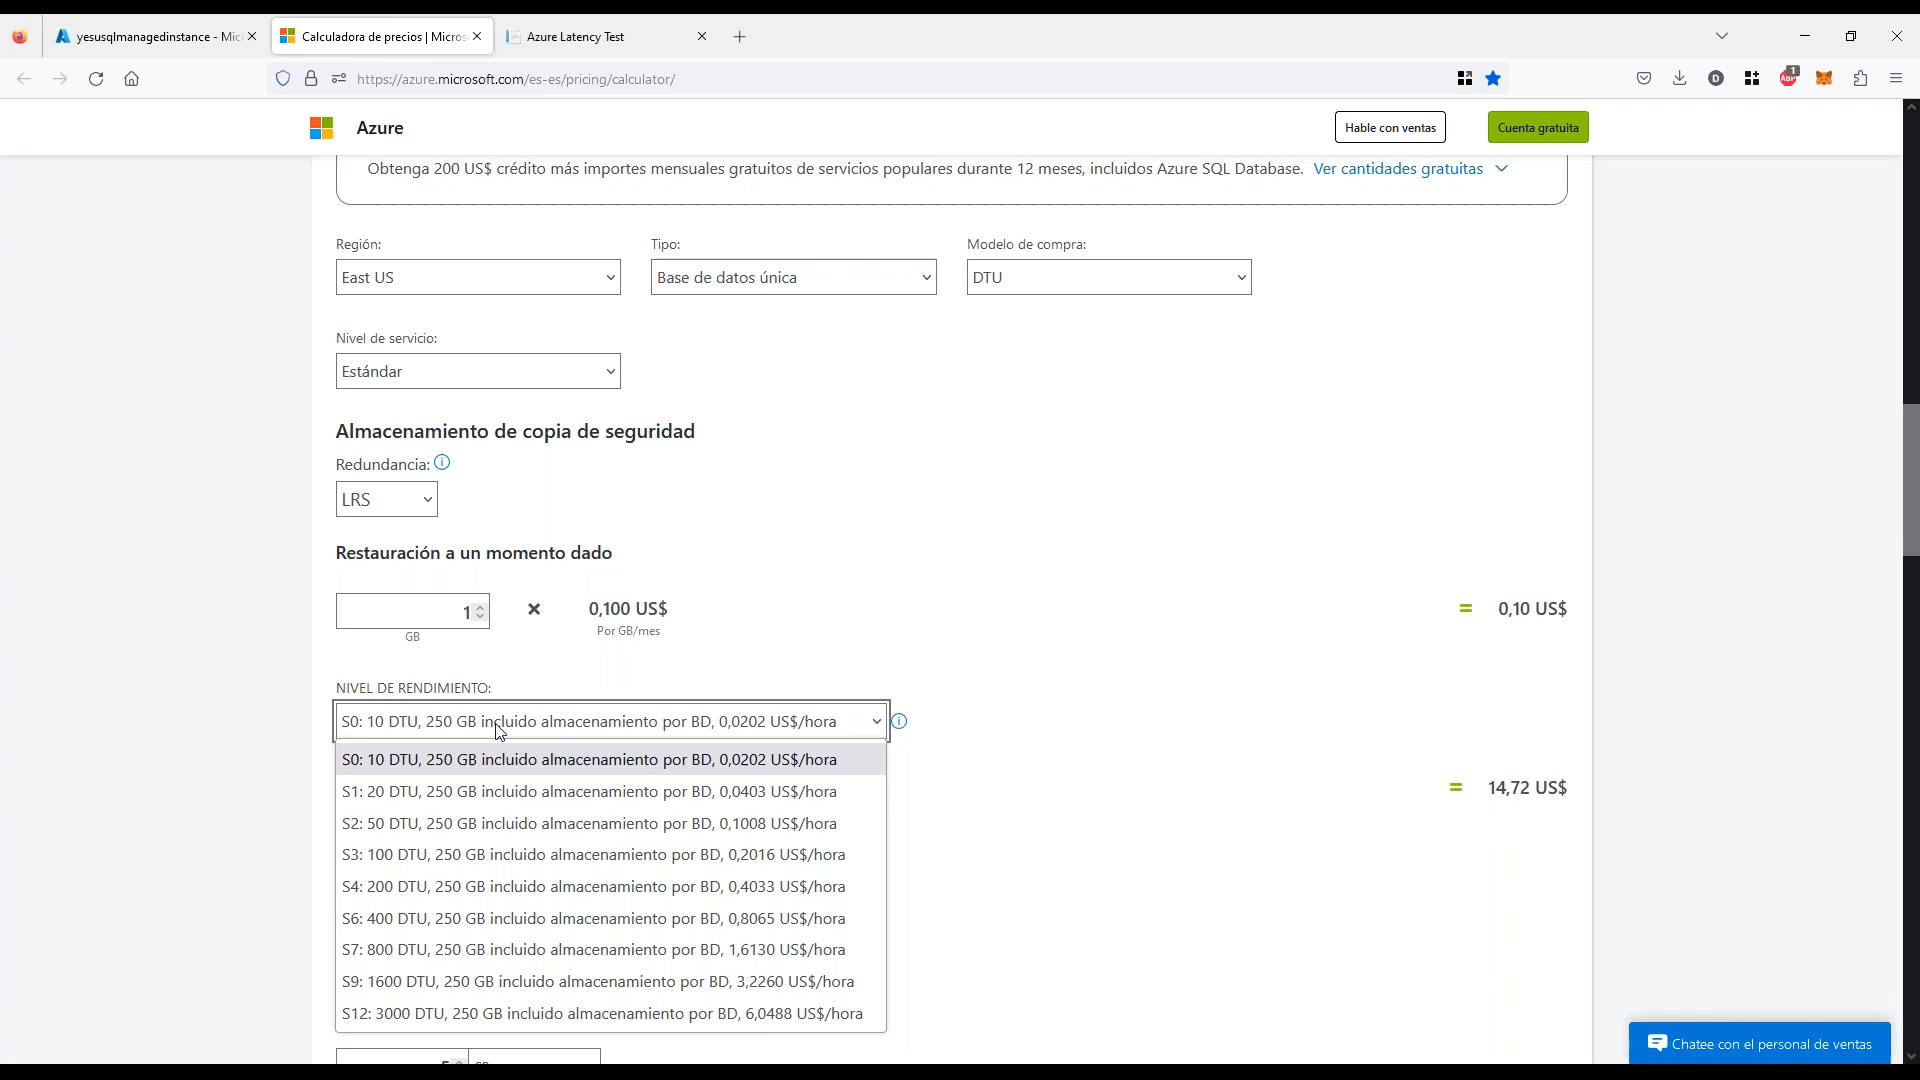 yesusqlmanagedinstance - Mic
Calculadora de precios | Micros
Azure Latency Test
https://azure.microsoft.com/es-es/pricing/calculator/
D
1
ABP
Azure
Hable con ventas
Cuenta gratuita
Obtenga 200 US$ crédito más importes mensuales gratuitos de servicios populares durante 12 meses, incluidos Azure SQL Database. Ver cantidades gratuitas
Región:
Tipo:
Modelo de compra:
East US
Base de datos única
DTU
Nivel de servicio:
Estándar
Almacenamiento de copia de seguridad
Redundancia:
LRS
Restauración a un momento dado
1
× 0,100 US$
= 0,10 US$
GB
Por GB/mes
NIVEL DE RENDIMIENTO:
S0: 10 DTU, 250 GB incluido almacenamiento por BD, 0,0202 US$/hora
S0: 10 DTU, 250 GB incluido almacenamiento por BD, 0,0202 US$/hora
S1: 20 DTU, 250 GB incluido almacenamiento por BD, 0,0403 US$/hora
= 14,72 US$
S2: 50 DTU, 250 GB incluido almacenamiento por BD, 0,1008 US$/hora
S3: 100 DTU, 250 GB incluido almacenamiento por BD, 0,2016 US$/hora
S4: 200 DTU, 250 GB incluido almacenamiento por BD, 0,4033 US$/hora
S6: 400 DTU, 250 GB incluido almacenamiento por BD, 0,8065 US$/hora
S7: 800 DTU, 250 GB incluido almacenamiento por BD, 1,6130 US$/hora
S9: 1600 DTU, 250 GB incluido almacenamiento por BD, 3,2260 US$/hora
S12: 3000 DTU, 250 GB incluido almacenamiento por BD, 6,0488 US$/hora
Chatee con el personal de ventas